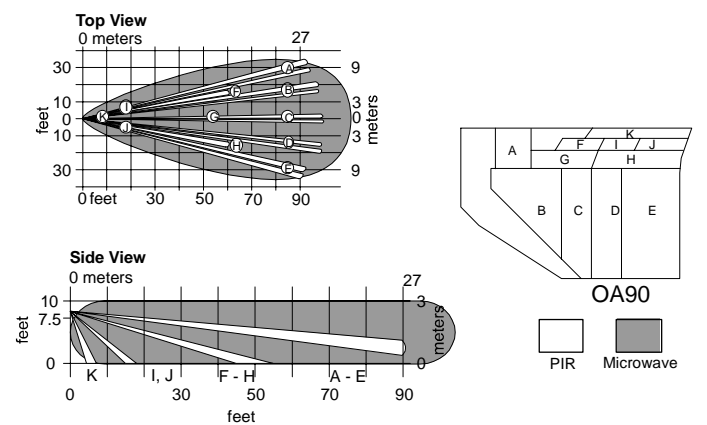 Top View
0 meters 27
30 9
A
F B
10 3
I
K G C
0 0
J
10 3
H D
30 9
E
feet
meters
0 feet 30 50 70 90
K
A F I J
G H
B C D E
OA90
PIR Microwave
Side View
0 meters 27
10 3
7.5
0 0
feet
meters
K I, J F - H A - E
0 30 70 90
feet